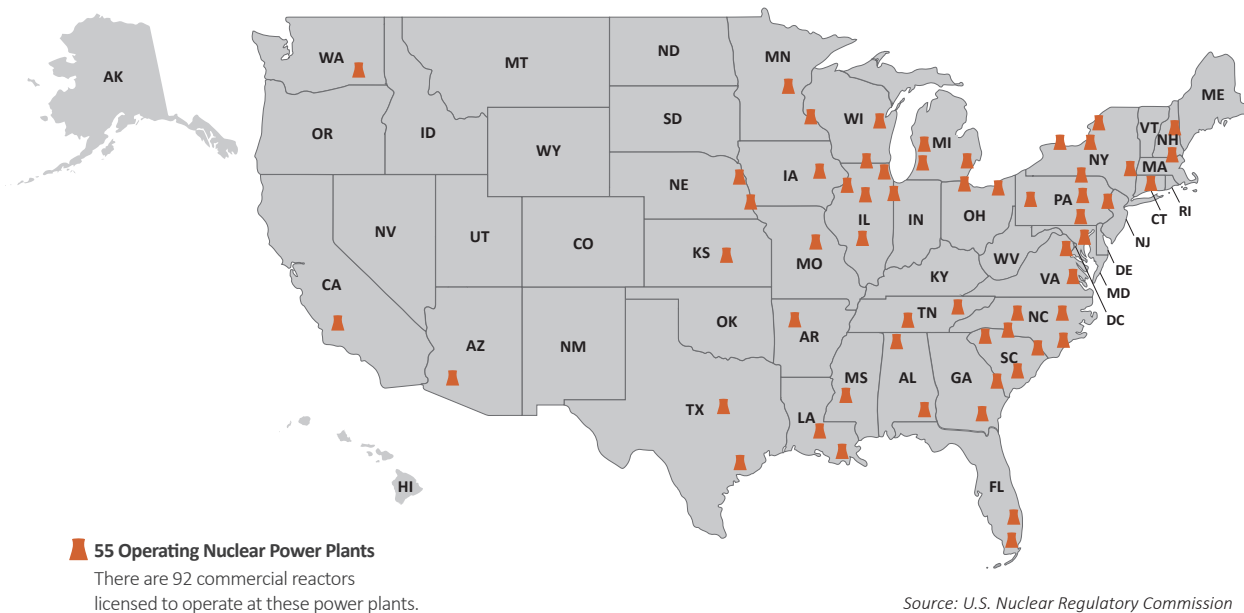 AK
WA
MT
ND
MN
ME
VT
NH
OR
ID
SD
WI
MI
NY
MA
WY
IA
NE
PA
NV
UT
CO
IL
IN
OH
CT
RI
NJ
KS
MO
WV
VA
DE
MD
DC
KY
CA
OK
TN
NC
AZ
NM
AR
SC
MS
AL
GA
TX
LA
HI
FL
55 Operating Nuclear Power Plants
There are 92 commercial reactors
licensed to operate at these power plants.
Source: U.S. Nuclear Regulatory Commission